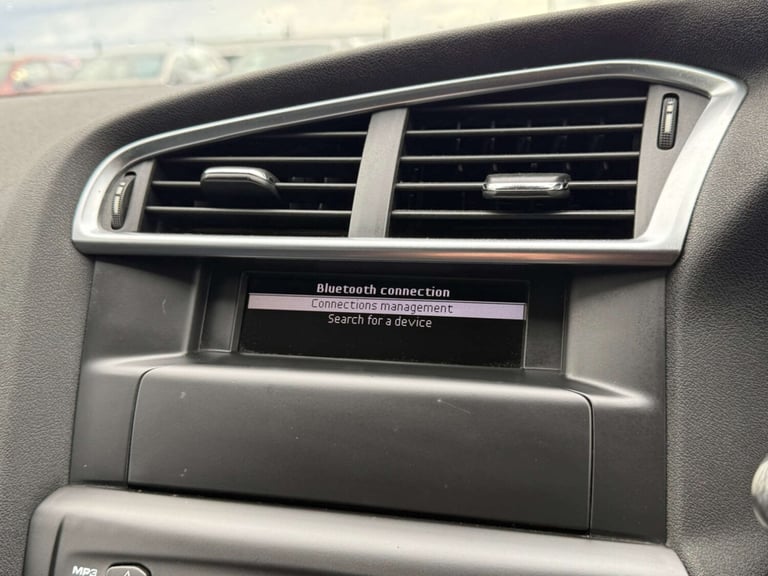 Bluetooth connection
Connections management
Search for a device
MP3